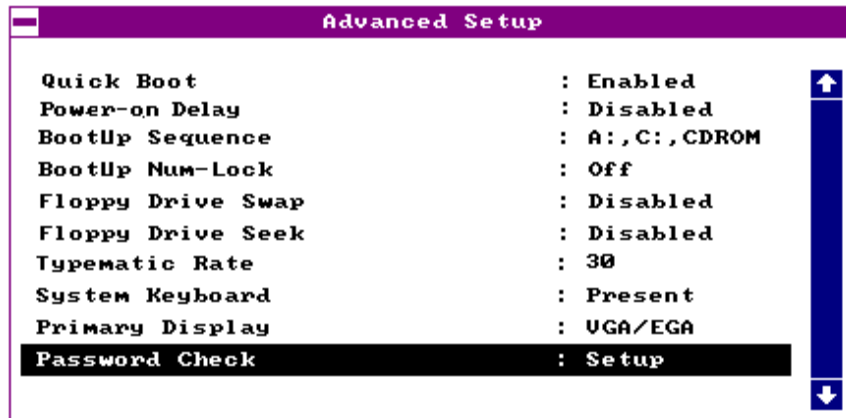 Advanced Setup
Quick Boot : Enabled
Power-on Delay : Disabled
BootUp Sequence : A:,C:,CDROM
BootUp Num-Lock : Off
Floppy Drive Swap : Disabled
Floppy Drive Seek : Disabled
Typematic Rate : 30
System Keyboard : Present
Primary Display : VGA/EGA
Password Check : Setup